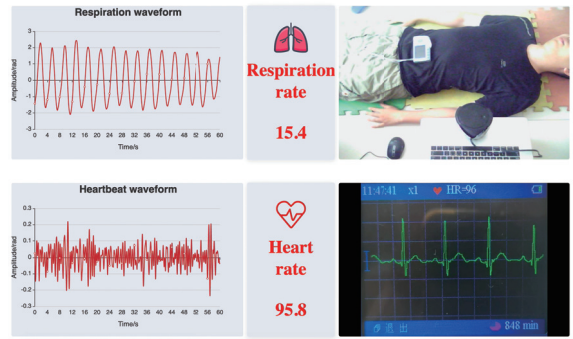 Respiration waveform
Amplitude/rad
3
2
1
0
-1
-2
-3
0 4 8 12 16 20 24 28 32 36 40 44 48 52 56 60
Time/s
Respiration
rate
15.4
Heartbeat waveform
Amplitude/rad
0.3
0.2
0.1
0
-0.1
-0.2
-0.3
0 4 8 12 16 20 24 28 32 36 40 44 48 52 56 60
Time/s
Heart
rate
95.8
11:47:41 x1 HR=96
退出 848 min